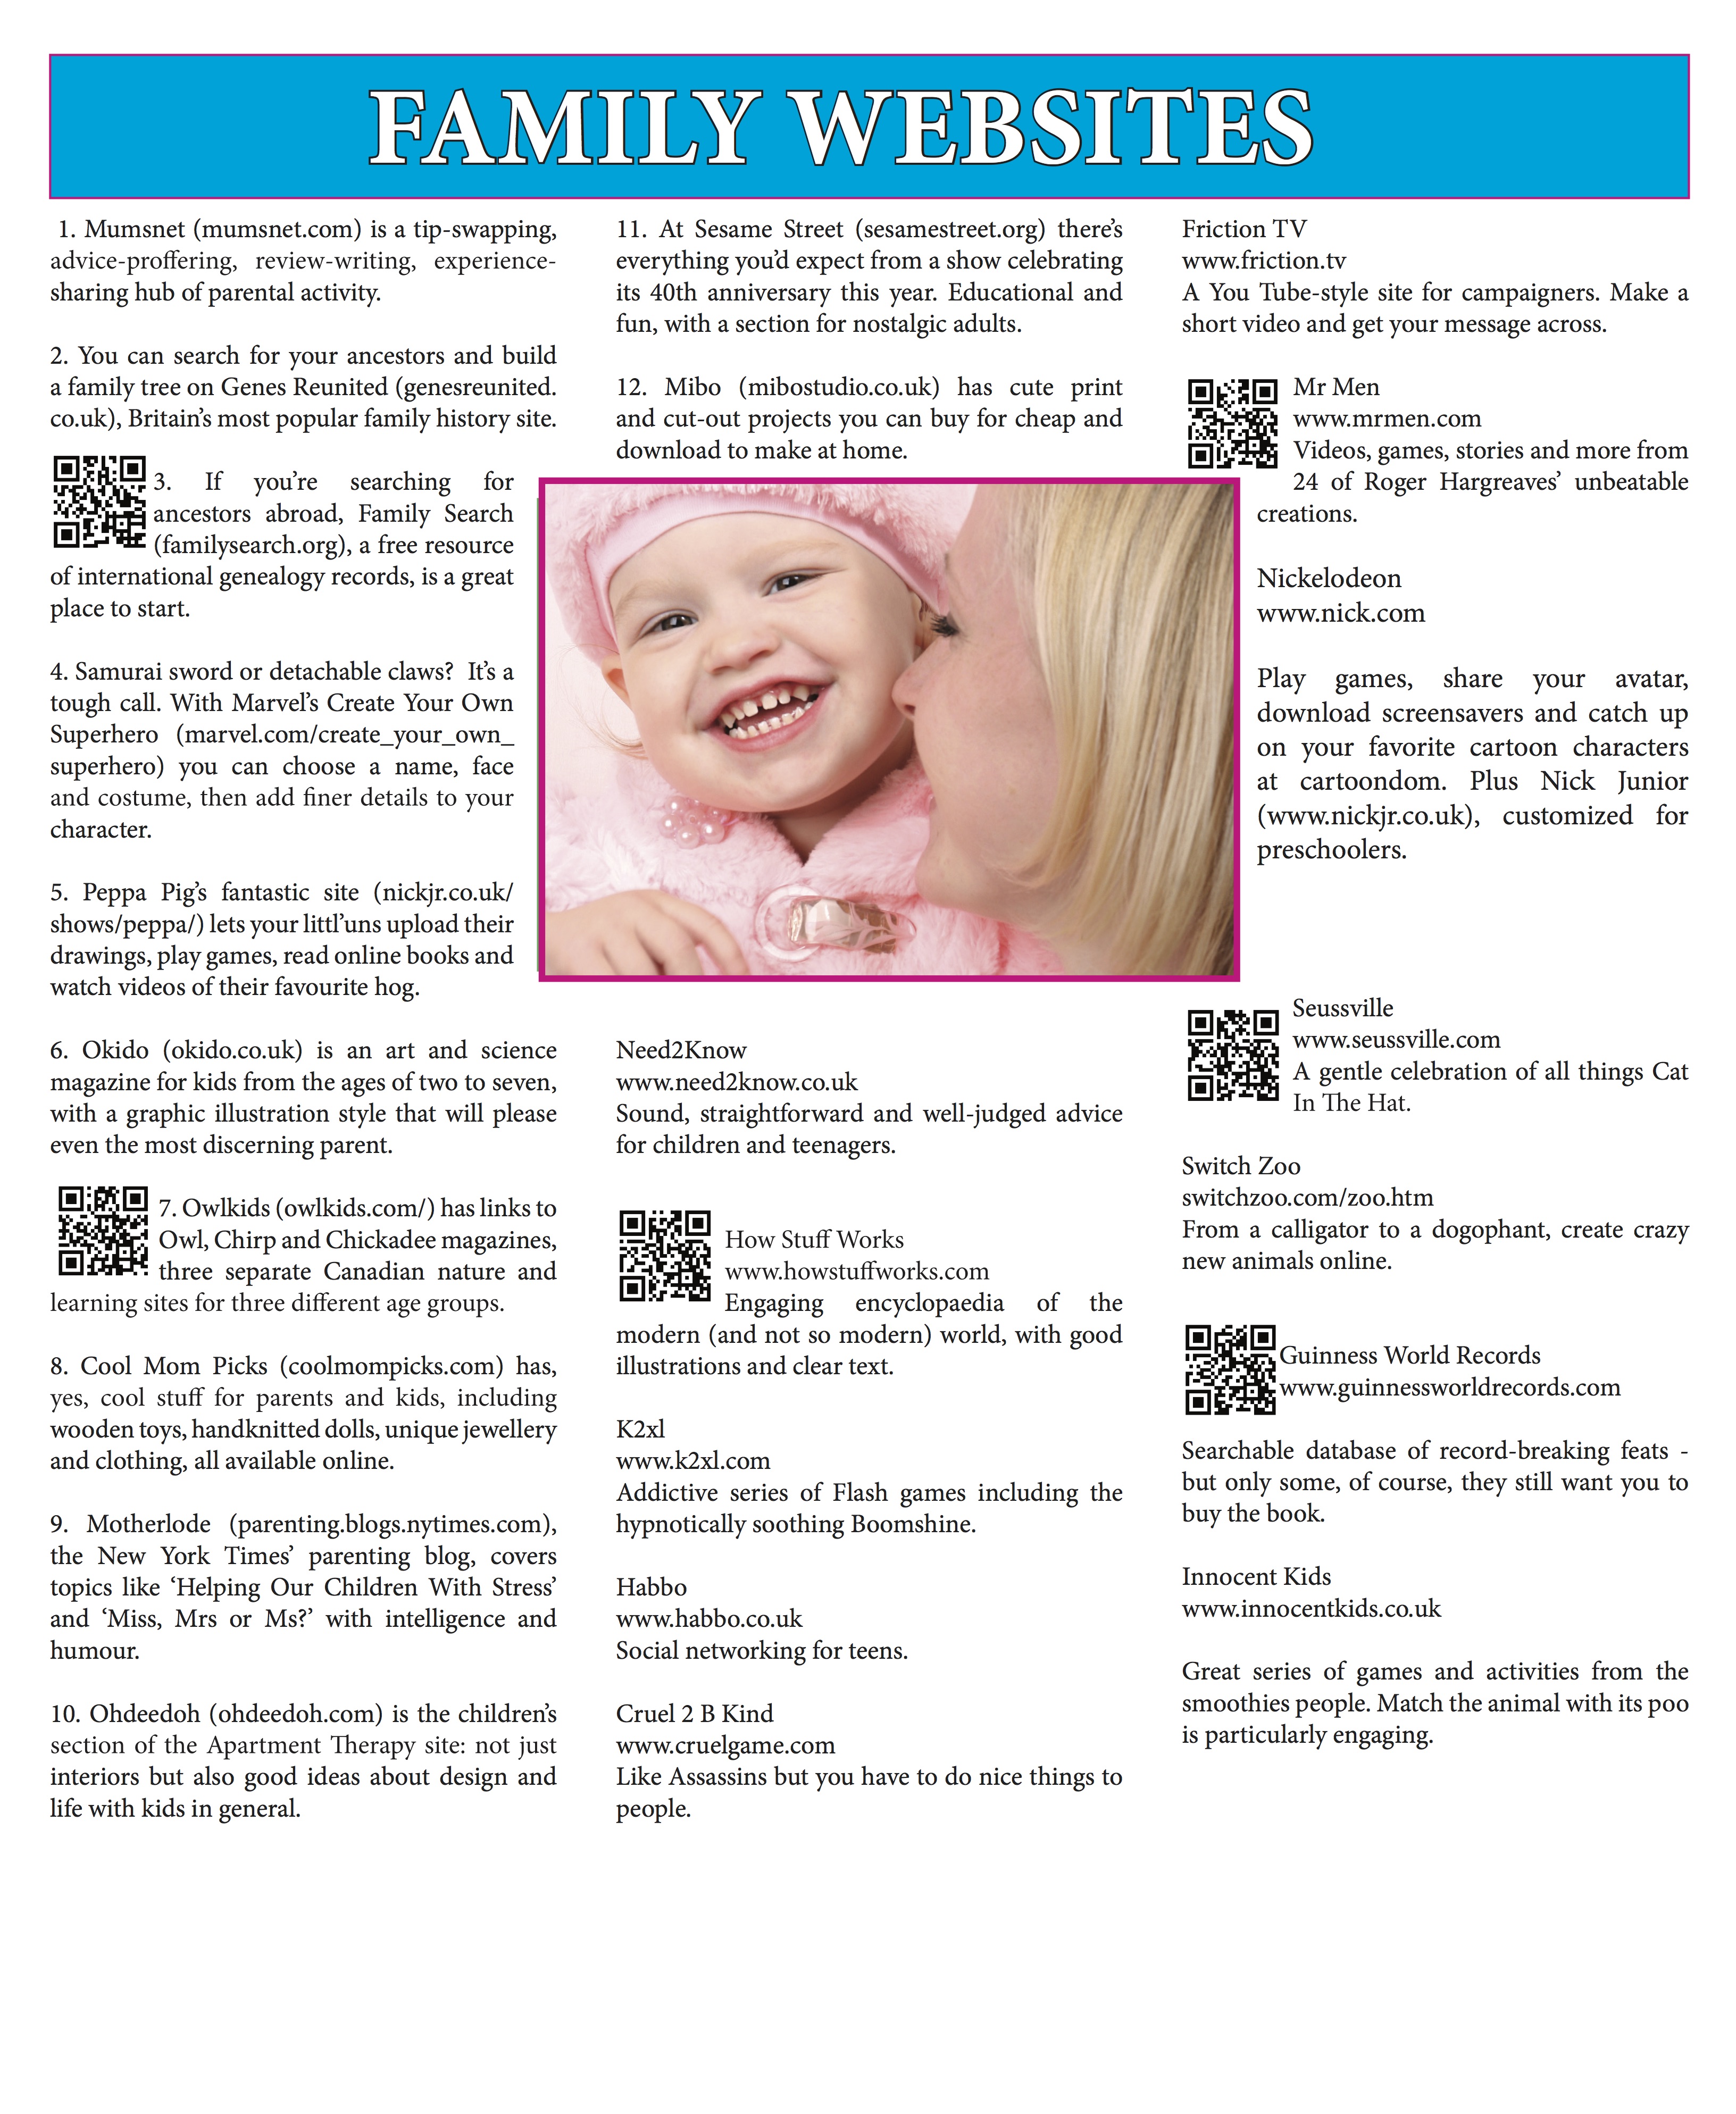 FAMILY WEBSITES
1. Mumsnet (mumsnet.com) is a tip-swapping,
advice-proffering, review-writing, experience-
sharing hub of parental activity.
2. You can search for your ancestors and build
a family tree on Genes Reunited (genesreunited.
co.uk), Britain’s most popular family history site.
3. If you’re searching for
ancestors abroad, Family Search
(familysearch.org), a free resource
of international genealogy records, is a great
place to start.
4. Samurai sword or detachable claws? It’s a
tough call. With Marvel’s Create Your Own
Superhero (marvel.com/create_your_own_
superhero) you can choose a name, face
and costume, then add finer details to your
character.
5. Peppa Pig’s fantastic site (nickjr.co.uk/
shows/peppa/) lets your littl’uns upload their
drawings, play games, read online books and
watch videos of their favourite hog.
6. Okido (okido.co.uk) is an art and science
magazine for kids from the ages of two to seven,
with a graphic illustration style that will please
even the most discerning parent.
7. Owlkids (owlkids.com/) has links to
Owl, Chirp and Chickadee magazines,
three separate Canadian nature and
learning sites for three different age groups.
8. Cool Mom Picks (coolmompicks.com) has,
yes, cool stuff for parents and kids, including
wooden toys, handknitted dolls, unique jewellery
and clothing, all available online.
9. Motherlode (parenting.blogs.nytimes.com),
the New York Times’ parenting blog, covers
topics like ‘Helping Our Children With Stress’
and ‘Miss, Mrs or Ms?’ with intelligence and
humour.
10. Ohdeedoh (ohdeedoh.com) is the children’s
section of the Apartment Therapy site: not just
interiors but also good ideas about design and
life with kids in general.
11. At Sesame Street (sesamestreet.org) there’s
everything you’d expect from a show celebrating
its 40th anniversary this year. Educational and
fun, with a section for nostalgic adults.
12. Mibo (mibostudio.co.uk) has cute print
and cut-out projects you can buy for cheap and
download to make at home.
Need2Know
www.need2know.co.uk
Sound, straightforward and well-judged advice
for children and teenagers.
How Stuff Works
www.howstuffworks.com
Engaging encyclopaedia of the
modern (and not so modern) world, with good
illustrations and clear text.
K2xl
www.k2xl.com
Addictive series of Flash games including the
hypnotically soothing Boomshine.
Habbo
www.habbo.co.uk
Social networking for teens.
Cruel 2 B Kind
www.cruelgame.com
Like Assassins but you have to do nice things to
people.
Friction TV
www.friction.tv
A You Tube-style site for campaigners. Make a
short video and get your message across.
Mr Men
www.mrmen.com
Videos, games, stories and more from
24 of Roger Hargreaves’ unbeatable
creations.
Nickelodeon
www.nick.com
Play games, share your avatar,
download screensavers and catch up
on your favorite cartoon characters
at cartoondom. Plus Nick Junior
(www.nickjr.co.uk), customized for
preschoolers.
Seussville
www.seussville.com
A gentle celebration of all things Cat
In The Hat.
Switch Zoo
switchzoo.com/zoo.htm
From a calligator to a dogophant, create crazy
new animals online.
Guinness World Records
www.guinnessworldrecords.com
Searchable database of record-breaking feats -
but only some, of course, they still want you to
buy the book.
Innocent Kids
www.innocentkids.co.uk
Great series of games and activities from the
smoothies people. Match the animal with its poo
is particularly engaging.